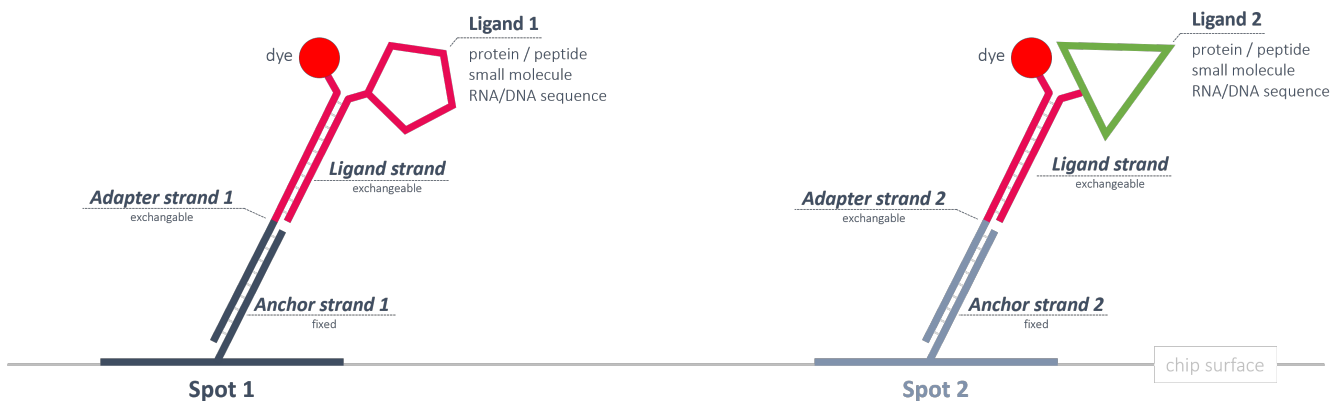 Ligand 1
dye
protein / peptide
small molecule
RNA/DNA sequence
Ligand strand
exchangeable
Adapter strand 1
exchangable
Anchor strand 1
fixed
Spot 1
Ligand 2
dye
protein / peptide
small molecule
RNA/DNA sequence
Ligand strand
exchangeable
Adapter strand 2
exchangable
Anchor strand 2
fixed
Spot 2
chip surface